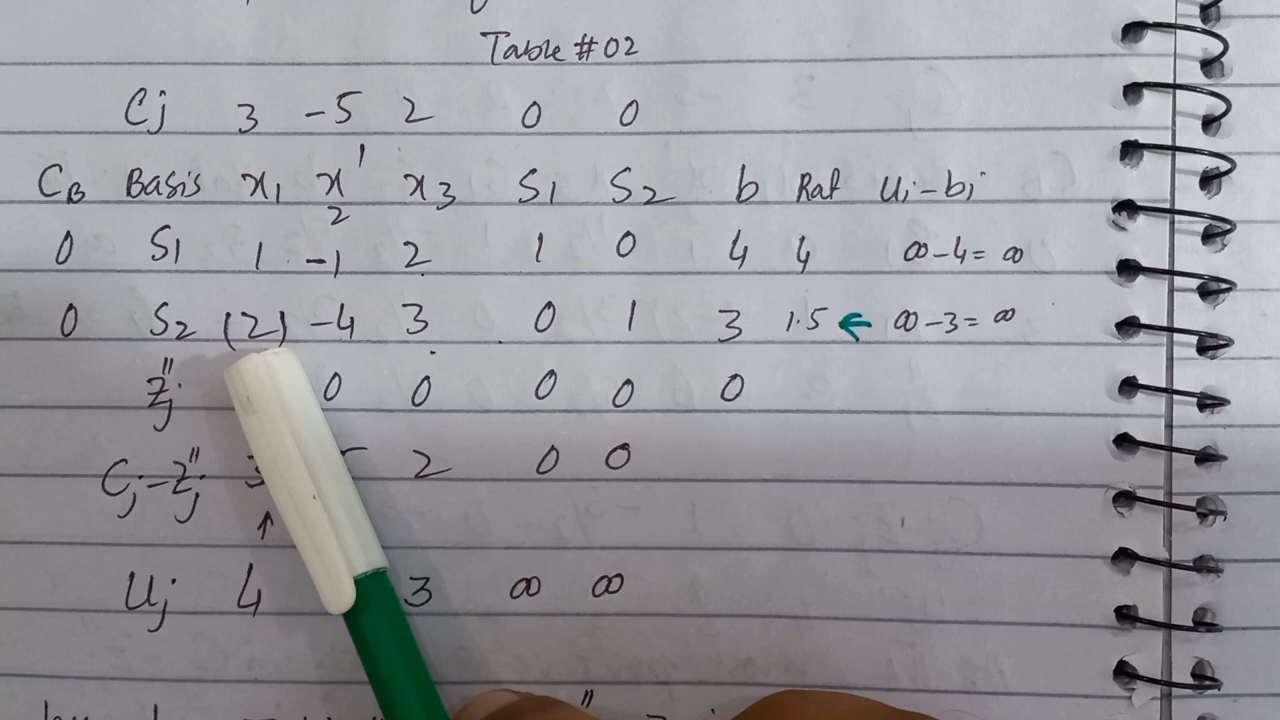 Table # 02
Cj 3 -5 2 0 0
CB Basis x1 x2' x3 S1 S2 b Rat Ui-bi
0 S1 1 -1 2 1 0 4 4 ∞-4=∞
0 S2 (2) -4 3 0 1 3 1.5 ← ∞-3=∞
Zj" 0 0 0 0 0
Cj-Zj" 3 2 0 0
↑
Uj 4 3 ∞ ∞